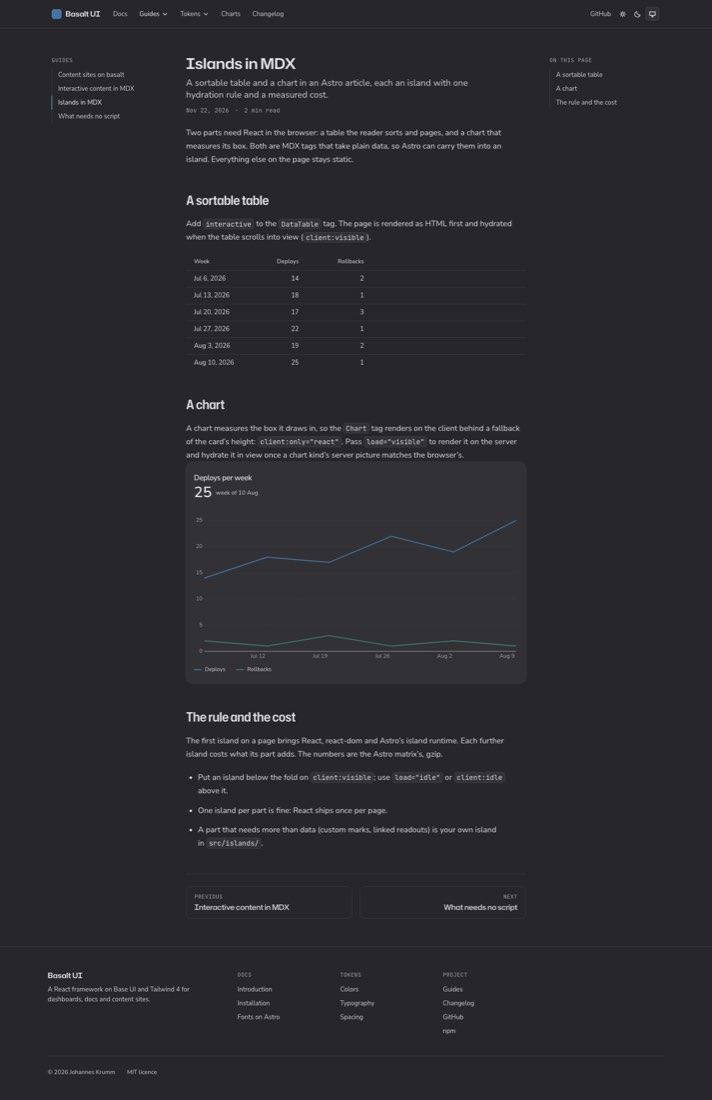 Basalt UI
Docs
Guides
Tokens
Charts
Changelog
GitHub
GUIDES
Content sites on basalt
Interactive content in MDX
Islands in MDX
What needs no script
Islands in MDX
A sortable table and a chart in an Astro article, each an island with one
hydration rule and a measured cost.
Nov 22, 2026 · 2 min read
Two parts need React in the browser: a table the reader sorts and pages, and a chart that
measures its box. Both are MDX tags that take plain data, so Astro can carry them into an
island. Everything else on the page stays static.
A sortable table
Add interactive to the DataTable tag. The page is rendered as HTML first and hydrated
when the table scrolls into view (client:visible).
Week Deploys Rollbacks
Jul 6, 2026 14 2
Jul 13, 2026 18 1
Jul 20, 2026 17 3
Jul 27, 2026 22 1
Aug 3, 2026 19 2
Aug 10, 2026 25 1
A chart
A chart measures the box it draws in, so the Chart tag renders on the client behind a fallback
of the card's height: client:only="react". Pass load="visible" to render it on the server
and hydrate it in view once a chart kind's server picture matches the browser's.
Deploys per week
25 week of 10 Aug
25
20
15
10
5
0
Jul 12 Jul 19 Jul 26 Aug 2 Aug 9
Deploys Rollbacks
The rule and the cost
The first island on a page brings React, react-dom and Astro's island runtime. Each further
island costs what its part adds. The numbers are the Astro matrix's, gzip.
• Put an island below the fold on client:visible; use load="idle" or client:idle
above it.
• One island per part is fine: React ships once per page.
• A part that needs more than data (custom marks, linked readouts) is your own island
in src/islands/.
PREVIOUS
Interactive content in MDX
NEXT
What needs no script
ON THIS PAGE
A sortable table
A chart
The rule and the cost
Basalt UI
A React framework on Base UI and Tailwind 4 for
dashboards, docs and content sites.
DOCS
Introduction
Installation
Fonts on Astro
TOKENS
Colors
Typography
Spacing
PROJECT
Guides
Changelog
GitHub
npm
© 2026 Johannes Krumm MIT licence